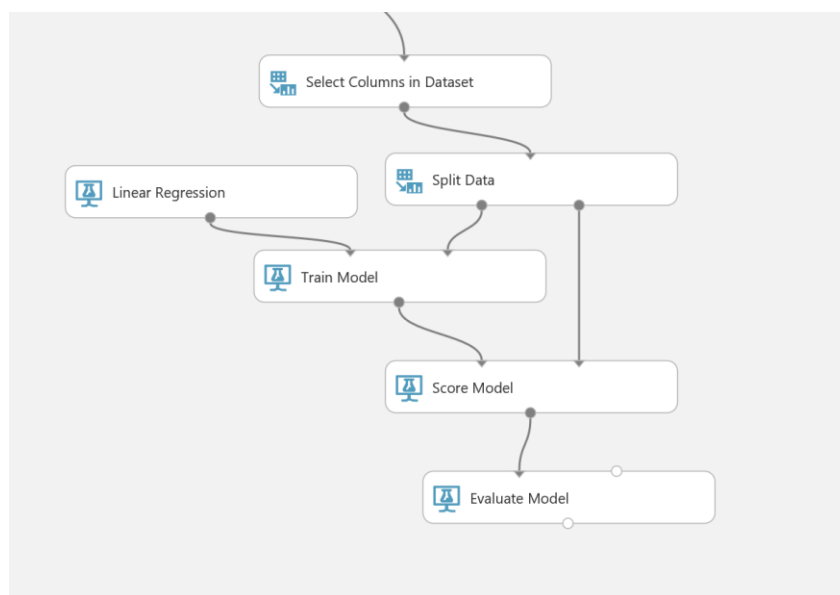 Select Columns in Dataset
Split Data
Linear Regression
Train Model
Score Model
Evaluate Model